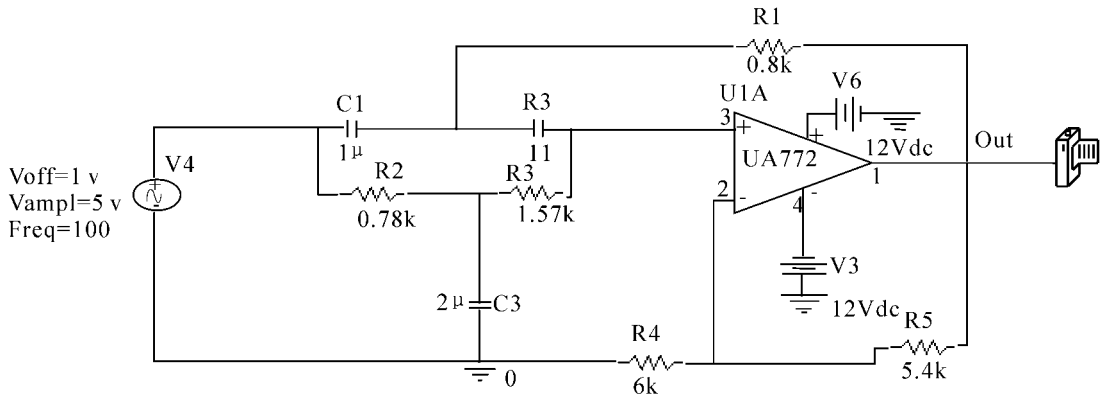 R1
0.8k
V6
U1A
C1
1μ
R3
11
3
+
+
12Vdc
Out
UA772
1
V4
+
-
Voff=1 v
Vampl=5 v
Freq=100
R2
0.78k
R3
1.57k
2
-
4
-
V3
12Vdc
2μ
C3
0
R4
6k
R5
5.4k